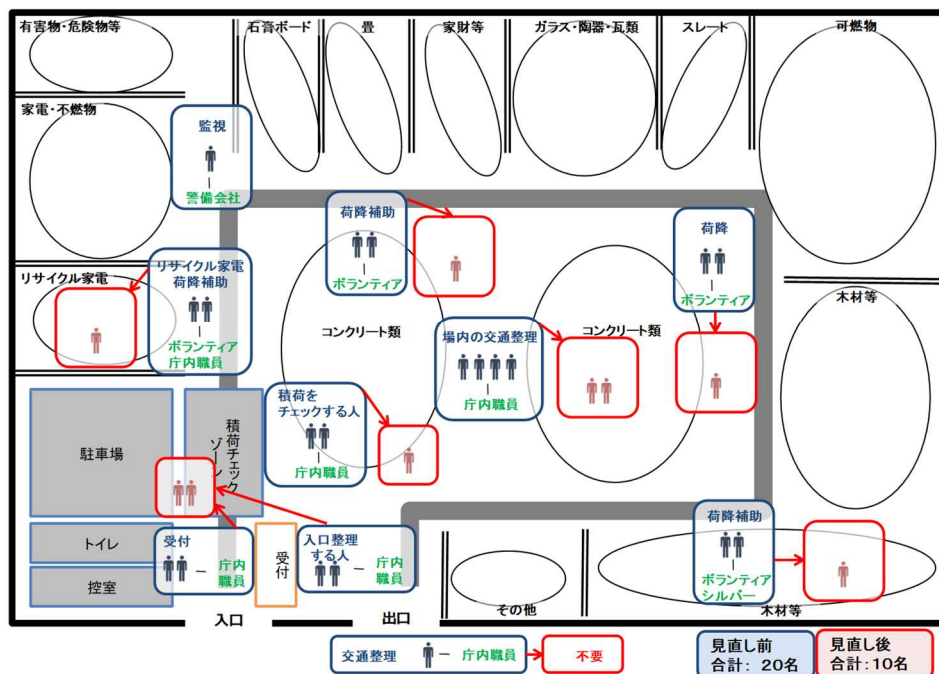 有害物・危険物等
石膏ボード
畳
家財等
ガラス・陶器・瓦類
スレート
可燃物
家電・不燃物
監視
警備会社
荷降補助
ボランティア
荷降
ボランティア
リサイクル家電
リサイクル家電
荷降補助
ボランティア
庁内職員
コンクリート類
場内の交通整理
庁内職員
コンクリート類
木材等
積荷を
チェックする人
庁内職員
駐車場
積荷チェック
ゾーン
トイレ
控室
受付
庁内
職員
受付
入口整理
する人
庁内
職員
荷降補助
ボランティア
シルバー
木材等
その他
入口
出口
交通整理
庁内職員
不要
見直し前
合計: 20名
見直し後
合計:10名